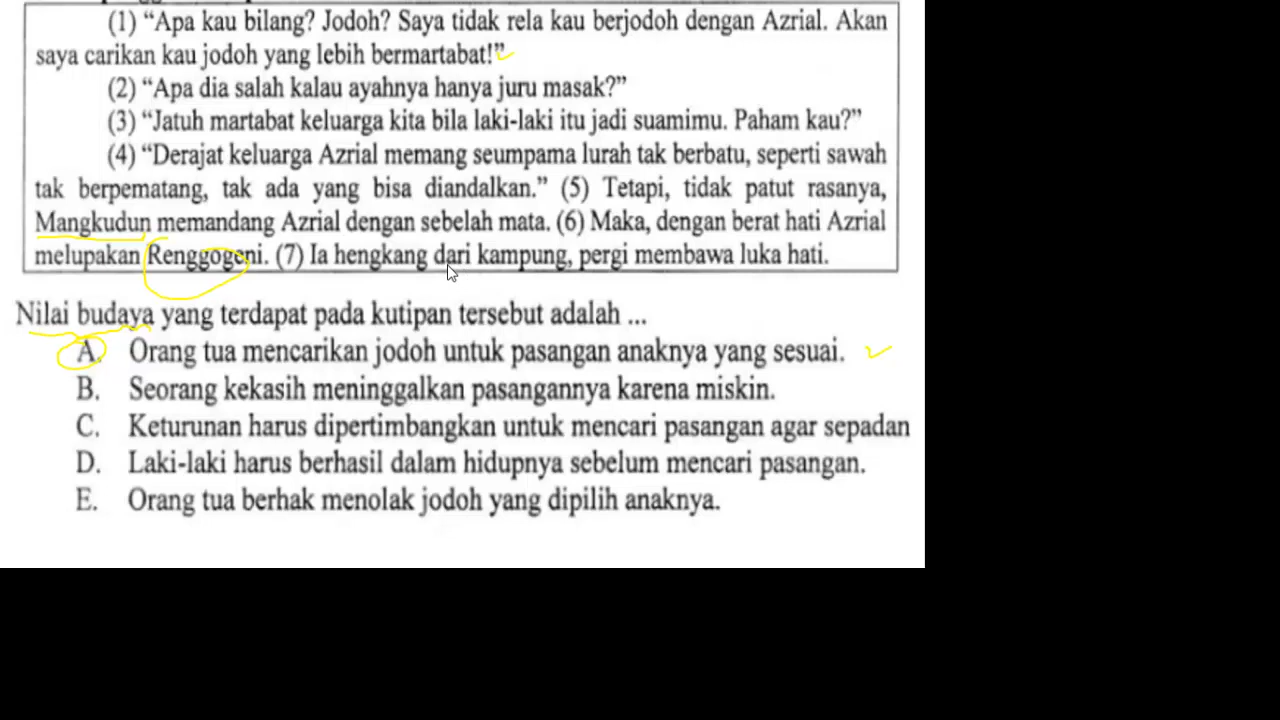 (1) “Apa kau bilang? Jodoh? Saya tidak rela kau berjodoh dengan Azrial. Akan
saya carikan kau jodoh yang lebih bermartabat!”
(2) “Apa dia salah kalau ayahnya hanya juru masak?”
(3) “Jatuh martabat keluarga kita bila laki-laki itu jadi suamimu. Paham kau?”
(4) “Derajat keluarga Azrial memang seumpama lurah tak berbatu, seperti sawah
tak berpematang, tak ada yang bisa diandalkan.” (5) Tetapi, tidak patut rasanya,
Mangkudun memandang Azrial dengan sebelah mata. (6) Maka, dengan berat hati Azrial
melupakan Renggogeni. (7) Ia hengkang dari kampung, pergi membawa luka hati.
Nilai budaya yang terdapat pada kutipan tersebut adalah ...
A. Orang tua mencarikan jodoh untuk pasangan anaknya yang sesuai.
B. Seorang kekasih meninggalkan pasangannya karena miskin.
C. Keturunan harus dipertimbangkan untuk mencari pasangan agar sepadan
D. Laki-laki harus berhasil dalam hidupnya sebelum mencari pasangan.
E. Orang tua berhak menolak jodoh yang dipilih anaknya.